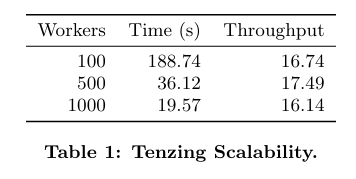 Workers Time (s) Throughput
100 188.74 16.74
500 36.12 17.49
1000 19.57 16.14
Table 1: Tenzing Scalability.